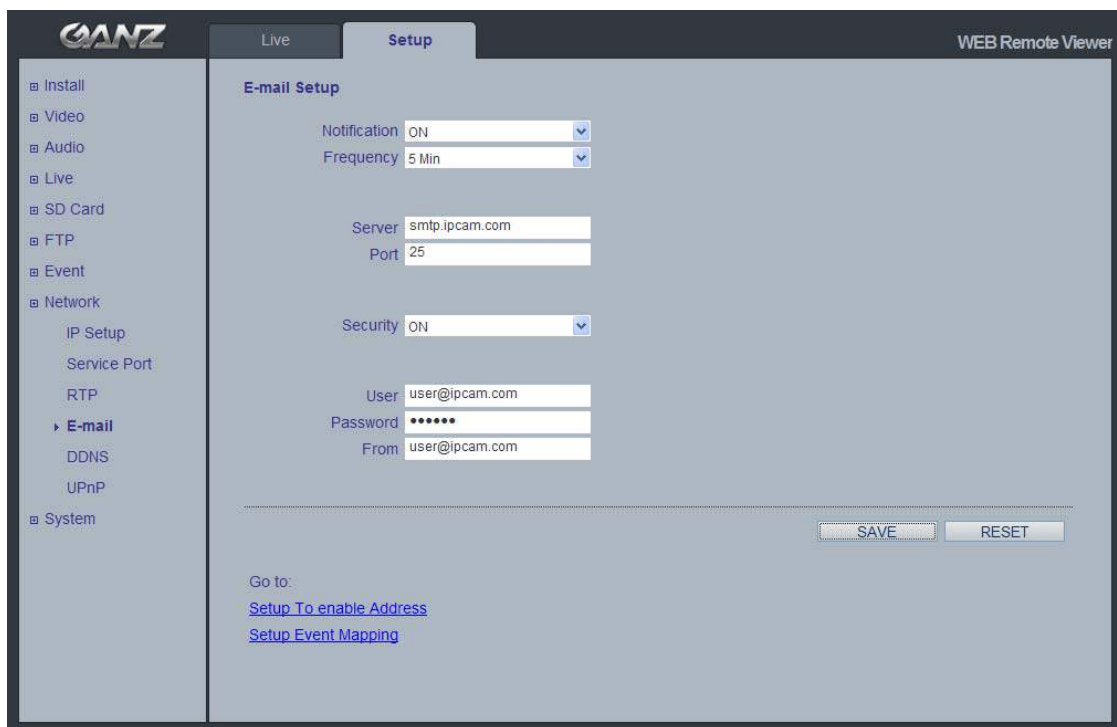 GANZ
Live
Setup
WEB Remote Viewer
Install
Video
Audio
Live
SD Card
FTP
Event
Network
IP Setup
Service Port
RTP
E-mail
DDNS
UPnP
System
E-mail Setup
Notification ON
Frequency 5 Min
Server smtp.ipcam.com
Port 25
Security ON
User user@ipcam.com
Password ••••••
From user@ipcam.com
SAVE RESET
Go to:
Setup To enable Address
Setup Event Mapping